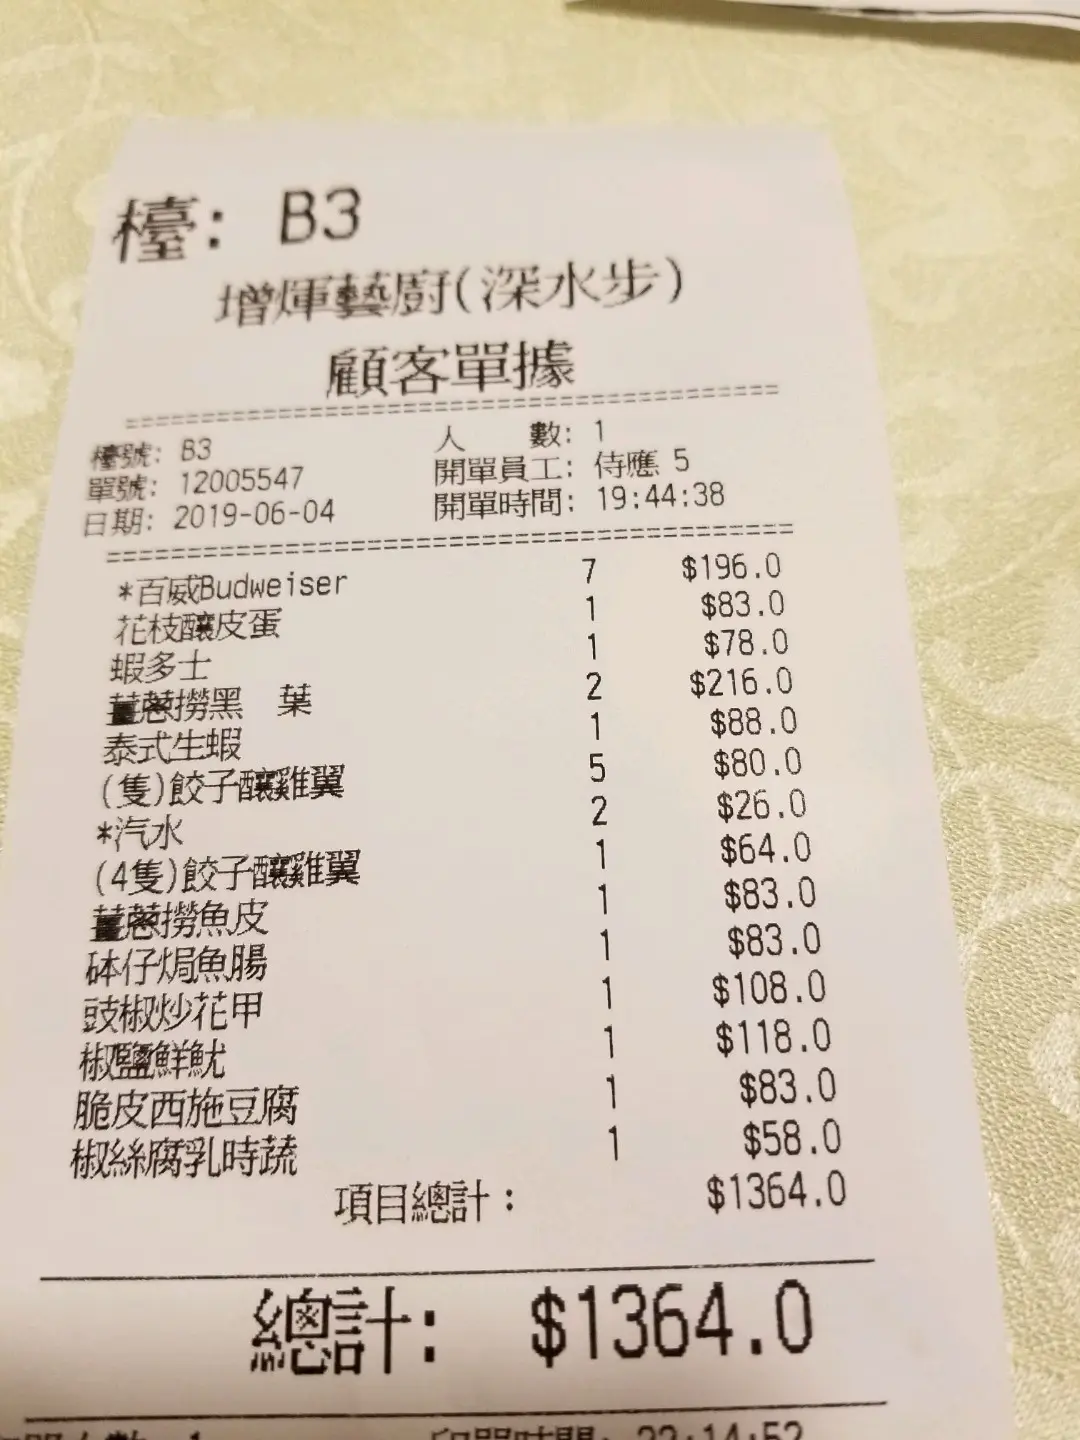 檯: B3
增煇藝廚(深水步)
顧客單據
檯號: B3 人 數: 1
單號: 12005547 開單員工: 侍應 5
日期: 2019-06-04 開單時間: 19:44:38
*百威Budweiser 7 $196.0
花枝釀皮蛋 1 $83.0
蝦多士 1 $78.0
薑蔥撈黑 葉 2 $216.0
泰式生蝦 1 $88.0
(隻)餃子釀雞翼 5 $80.0
*汽水 2 $26.0
(4隻)餃子釀雞翼 1 $64.0
薑蔥撈魚皮 1 $83.0
砵仔焗魚腸 1 $83.0
豉椒炒花甲 1 $108.0
椒鹽鮮魷 1 $118.0
脆皮西施豆腐 1 $83.0
椒絲腐乳時蔬 1 $58.0
項目總計: $1364.0
總計: $1364.0
印單時間: 22:14:52